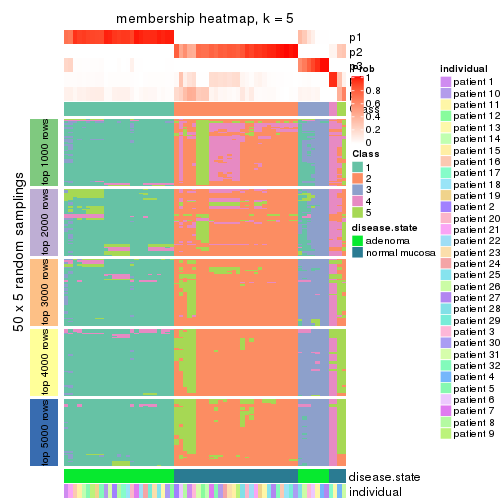 membership heatmap, k = 5
p1
p2
p3
Prob
1
0.8
0.6
0.4
0.2
0
Class
1
2
3
4
5
disease.state
adenoma
normal mucosa
individual
patient 1
patient 10
patient 11
patient 12
patient 13
patient 14
patient 15
patient 16
patient 17
patient 18
patient 19
patient 2
patient 20
patient 21
patient 22
patient 23
patient 24
patient 25
patient 26
patient 27
patient 28
patient 29
patient 3
patient 30
patient 31
patient 32
patient 4
patient 5
patient 6
patient 7
patient 8
patient 9
50 x 5 random samplings
top 1000 rows
top 2000 rows
top 3000 rows
top 4000 rows
top 5000 rows
disease.state
individual